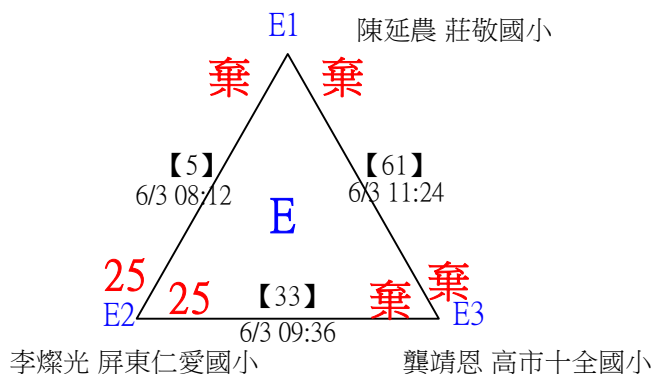 E1
陳延農 莊敬國小
棄 棄
【5】 【61】
6/3 08:12 6/3 11:24
E
25 25 【33】 棄 棄
E2 E3
6/3 09:36
李燦光 屏東仁愛國小 龔靖恩 高市十全國小